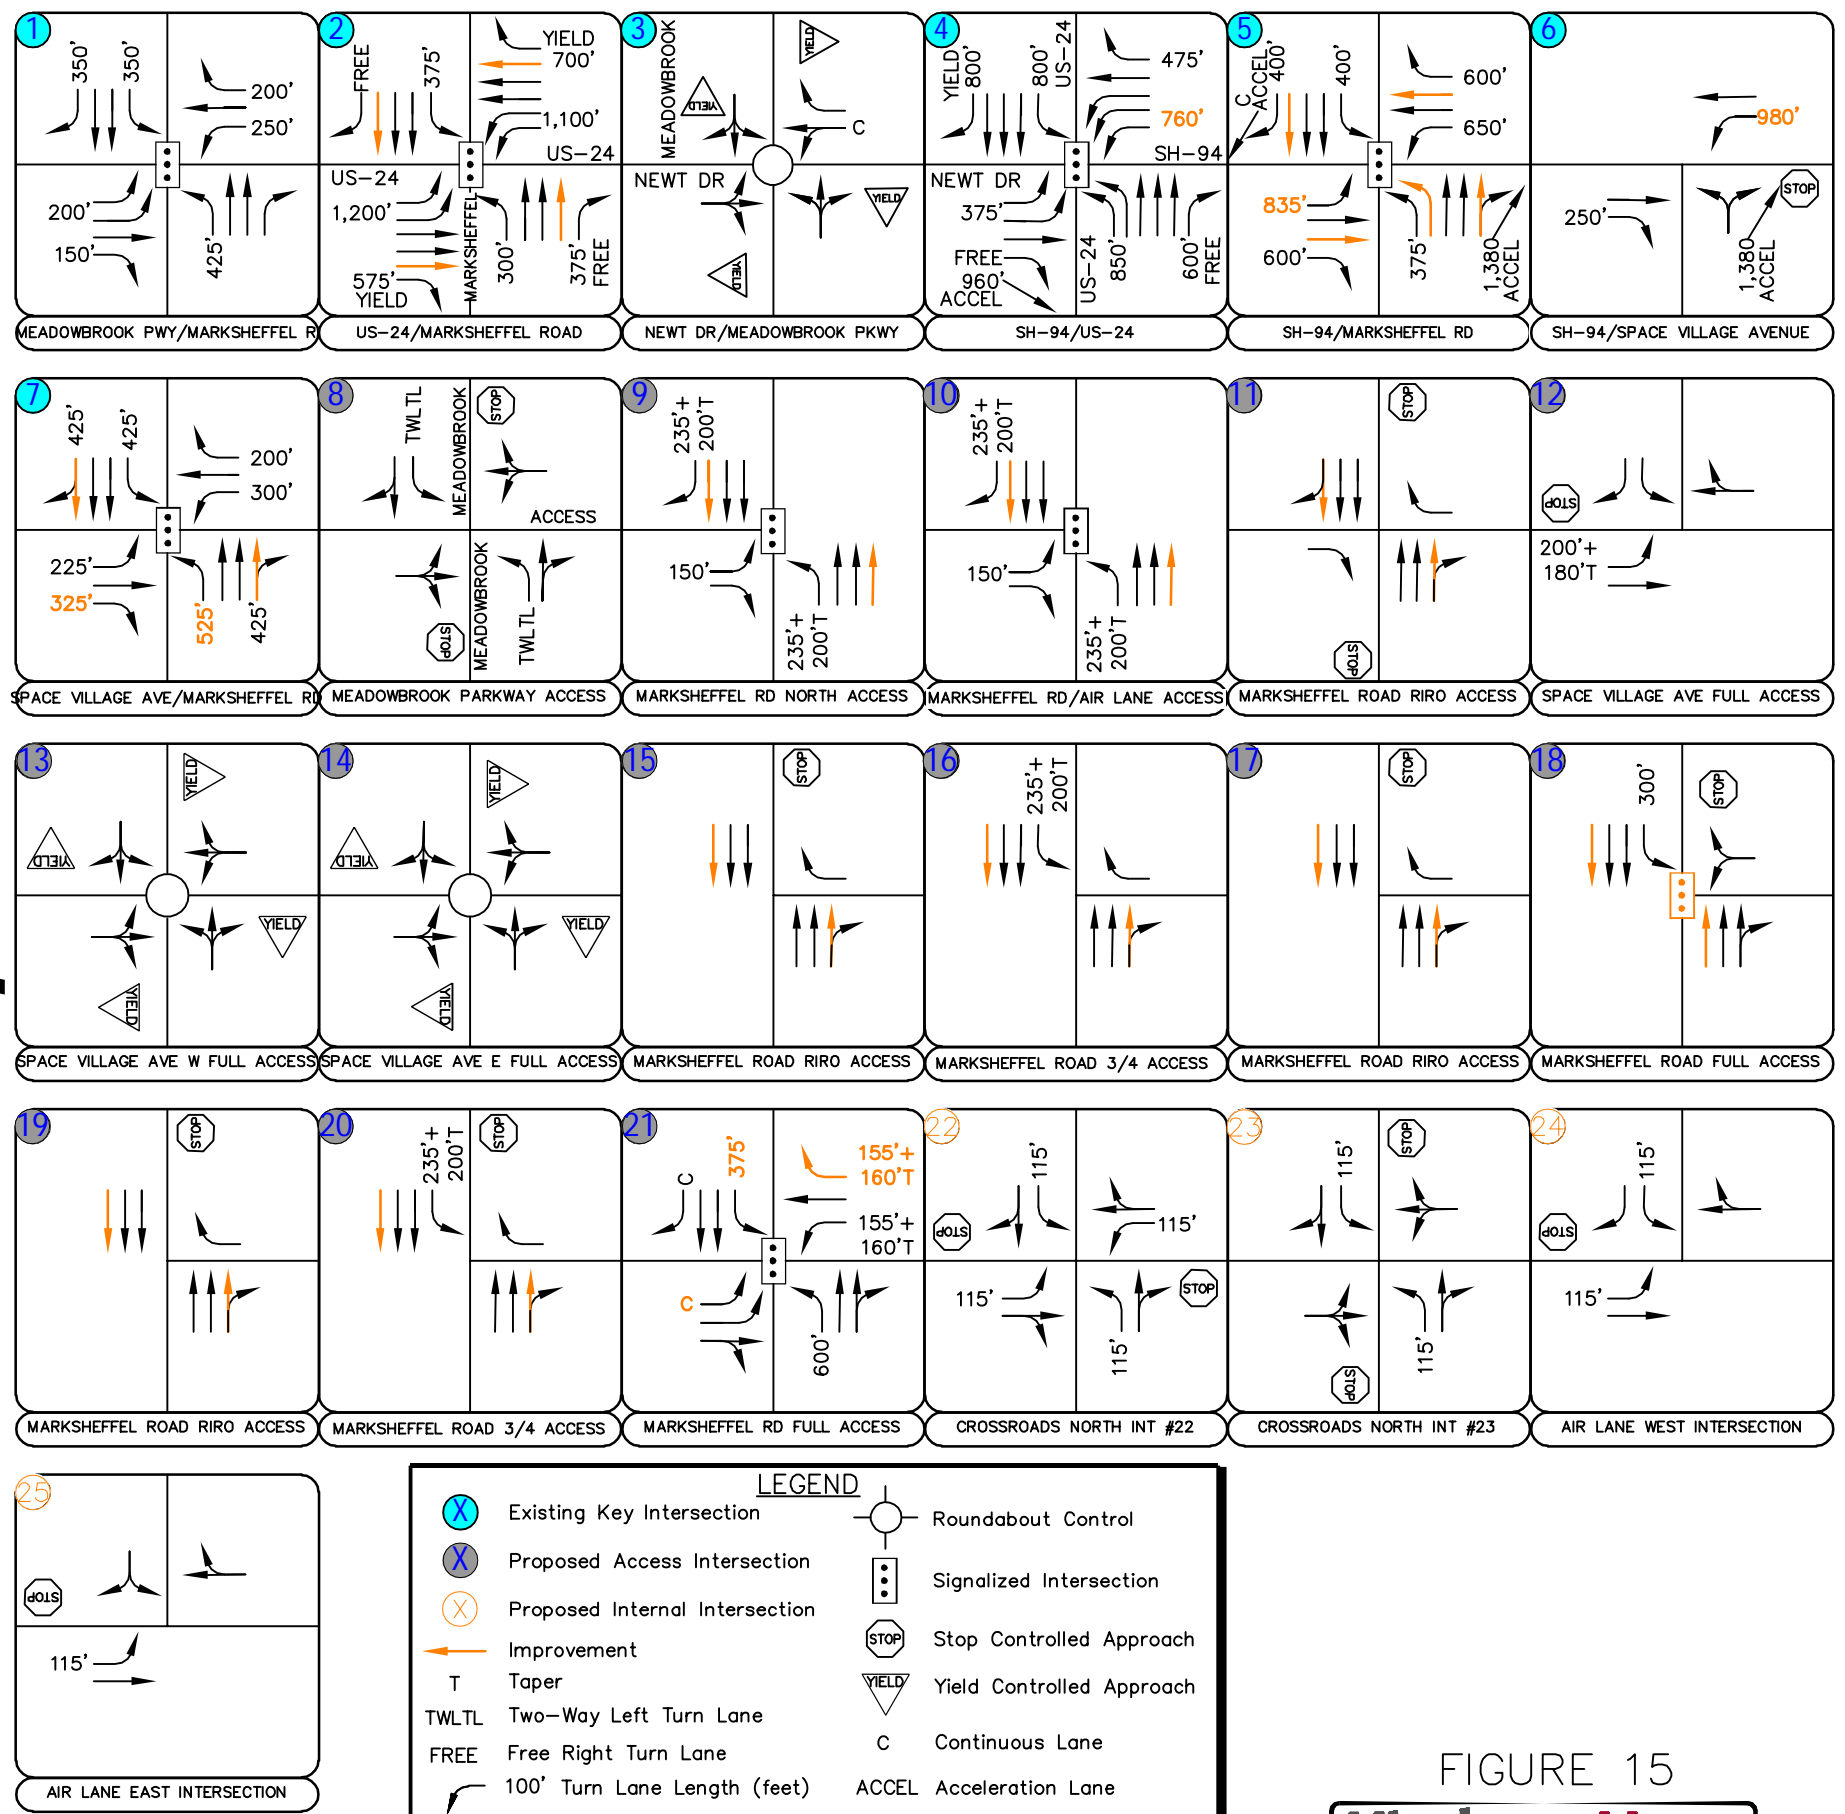 1
350'
350'
200'
250'
200'
150'
425'
MEADOWBROOK PWY/MARKSHEFFEL R
2
FREE
375'
YIELD
700'
1,100'
US-24
US-24
1,200'
575'
YIELD
MARKSHEFFEL
300'
375'
FREE
US-24/MARKSHEFFEL ROAD
3
MEADOWBROOK
YIELD
YIELD
C
NEWT DR
YIELD
YIELD
NEWT DR/MEADOWBROOK PKWY
4
YIELD
800'
800'
US-24
475'
760'
SH-94
NEWT DR
375'
FREE
960'
ACCEL
US-24
850'
600'
FREE
SH-94/US-24
5
C
ACCEL
400'
400'
600'
650'
835'
600'
375'
1,380
ACCEL
SH-94/MARKSHEFFEL RD
6
980'
250'
STOP
1,380
ACCEL
SH-94/SPACE VILLAGE AVENUE
7
425'
425'
200'
300'
225'
325'
525'
425'
SPACE VILLAGE AVE/MARKSHEFFEL RD
8
TWLTL
MEADOWBROOK
STOP
ACCESS
STOP
MEADOWBROOK
TWLTL
MEADOWBROOK PARKWAY ACCESS
9
235'+
200'T
150'
235'+
200'T
MARKSHEFFEL RD NORTH ACCESS
10
235'+
200'T
150'
235'+
200'T
MARKSHEFFEL RD/AIR LANE ACCESS
11
STOP
STOP
MARKSHEFFEL ROAD RIRO ACCESS
12
STOP
200'+
180'T
SPACE VILLAGE AVE FULL ACCESS
13
YIELD
YIELD
YIELD
YIELD
SPACE VILLAGE AVE W FULL ACCESS
14
YIELD
YIELD
YIELD
YIELD
SPACE VILLAGE AVE E FULL ACCESS
15
STOP
MARKSHEFFEL ROAD RIRO ACCESS
16
235'+
200'T
MARKSHEFFEL ROAD 3/4 ACCESS
17
STOP
MARKSHEFFEL ROAD RIRO ACCESS
18
300'
STOP
MARKSHEFFEL ROAD FULL ACCESS
19
STOP
MARKSHEFFEL ROAD RIRO ACCESS
20
235'+
200'T
STOP
MARKSHEFFEL ROAD 3/4 ACCESS
21
C
375'
155'+
160'T
155'+
160'T
C
600'
MARKSHEFFEL RD FULL ACCESS
22
115'
STOP
115'
115'
115'
STOP
CROSSROADS NORTH INT #22
23
115'
STOP
STOP
115'
CROSSROADS NORTH INT #23
24
115'
STOP
115'
AIR LANE WEST INTERSECTION
25
STOP
115'
AIR LANE EAST INTERSECTION
LEGEND
X Existing Key Intersection
X Proposed Access Intersection
X Proposed Internal Intersection
Improvement
T Taper
TWLTL Two-Way Left Turn Lane
FREE Free Right Turn Lane
100' Turn Lane Length (feet)
Roundabout Control
Signalized Intersection
STOP Stop Controlled Approach
YIELD Yield Controlled Approach
C Continuous Lane
ACCEL Acceleration Lane
FIGURE 15